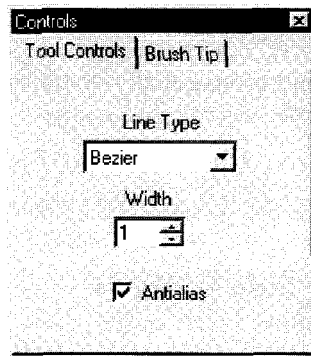 Controls
Tool Controls Brush Tip
Line Type
Bezier
Width
1
Antialias